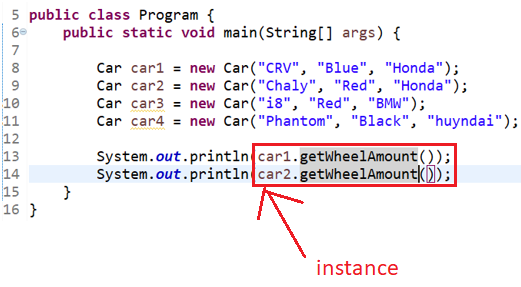 5 public class Program {
6 public static void main(String[] args) {
7
8 Car car1 = new Car("CRV", "Blue", "Honda");
9 Car car2 = new Car("Chaly", "Red", "Honda");
10 Car car3 = new Car("i8", "Red", "BMW");
11 Car car4 = new Car("Phantom", "Black", "huyndai");
12
13 System.out.println(car1.getWheelAmount());
14 System.out.println(car2.getWheelAmount());
15 }
16 }
instance